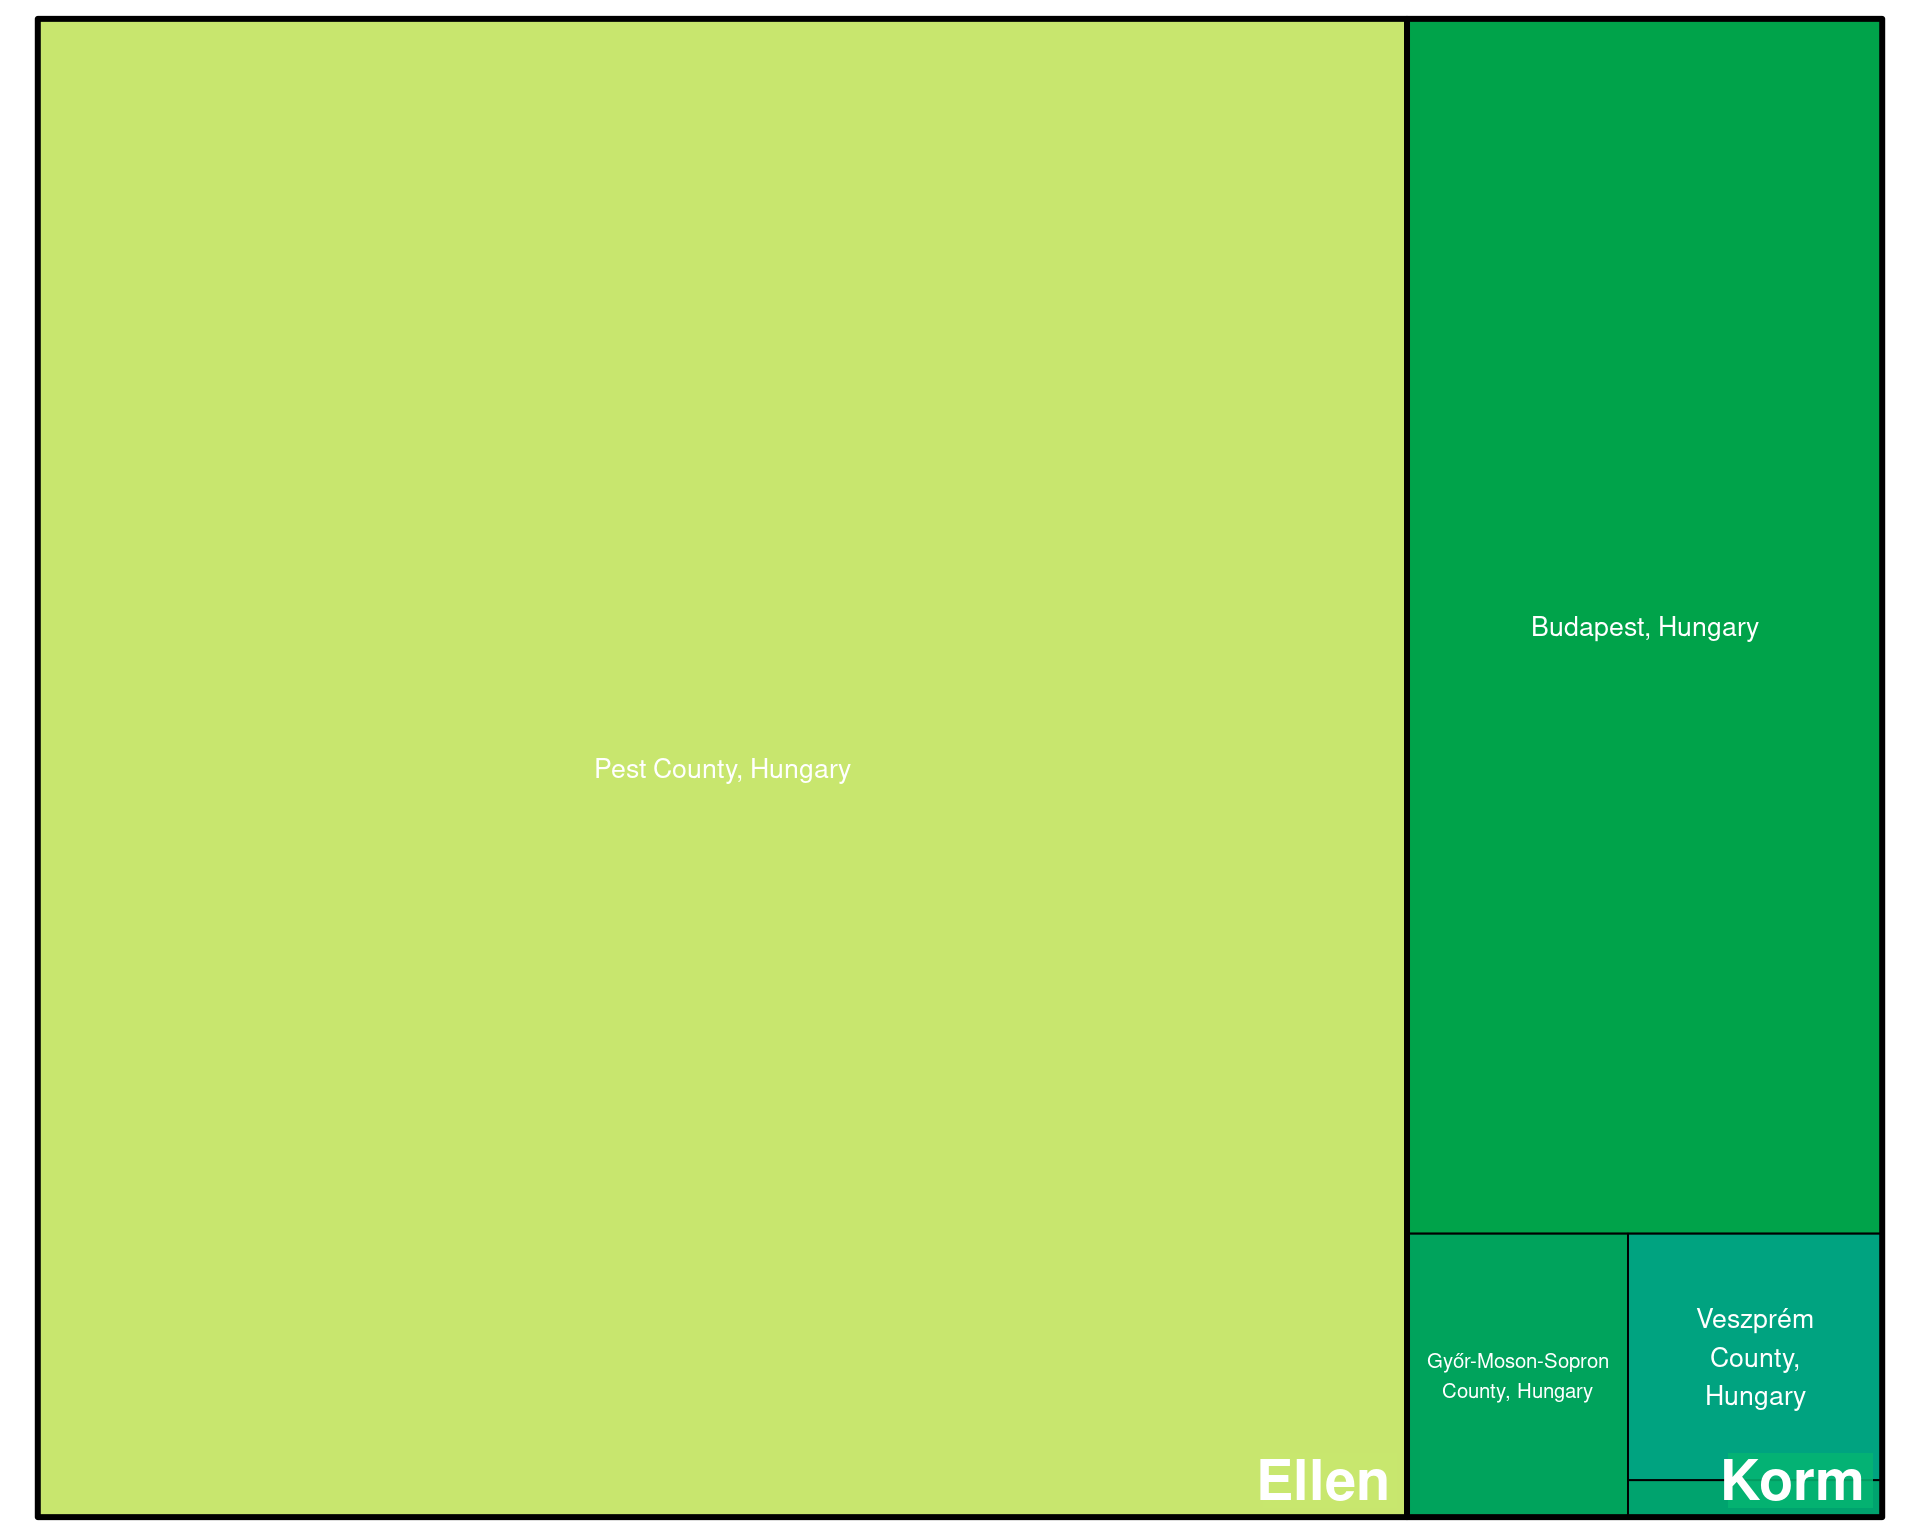 Pest County, Hungary
Ellen
Budapest, Hungary
Győr-Moson-Sopron
County, Hungary
Veszprém
County,
Hungary
Korm